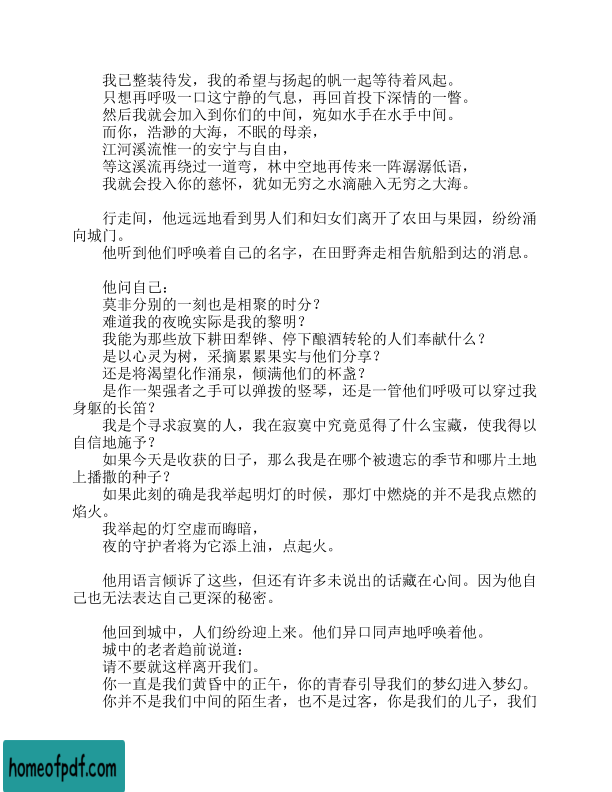 我已整装待发，我的希望与扬起的帆一起等待着风起。
只想再呼吸一口这宁静的气息，再回首投下深情的一瞥。
然后我就会加入到你们的中间，宛如水手在水手中间。
而你，浩渺的大海，不眠的母亲，
江河溪流惟一的安宁与自由，
等这溪流再绕过一道弯，林中空地再传来一阵潺潺低语，
我就会投入你的慈怀，犹如无穷之水滴融入无穷之大海。
行走间，他远远地看到男人们和妇女们离开了农田与果园，纷纷涌
向城门。
他听到他们呼唤着自己的名字，在田野奔走相告航船到达的消息。
他问自己：
莫非分别的一刻也是相聚的时分？
难道我的夜晚实际是我的黎明？
我能为那些放下耕田犁铧、停下酿酒转轮的人们奉献什么？
是以心灵为树，采摘累累果实与他们分享？
还是将渴望化作涌泉，倾满他们的杯盏？
是作一架强者之手可以弹拨的竖琴，还是一管他们呼吸可以穿过我
身躯的长笛？
我是个寻求寂寞的人，我在寂寞中究竟觅得了什么宝藏，使我得以
自信地施予？
如果今天是收获的日子，那么我是在哪个被遗忘的季节和哪片土地
上播撒的种子？
如果此刻的确是我举起明灯的时候，那灯中燃烧的并不是我点燃的
焰火。
我举起的灯空虚而晦暗，
夜的守护者将为它添上油，点起火。
他用语言倾诉了这些，但还有许多未说出的话藏在心间。因为他自
己也无法表达自己更深的秘密。
他回到城中，人们纷纷迎上来。他们异口同声地呼唤着他。
城中的老者趋前说道：
请不要就这样离开我们。
你一直是我们黄昏中的正午，你的青春引导我们的梦幻进入梦幻。
你并不是我们中间的陌生者，也不是过客，你是我们的儿子，我们
homeofpdf.com